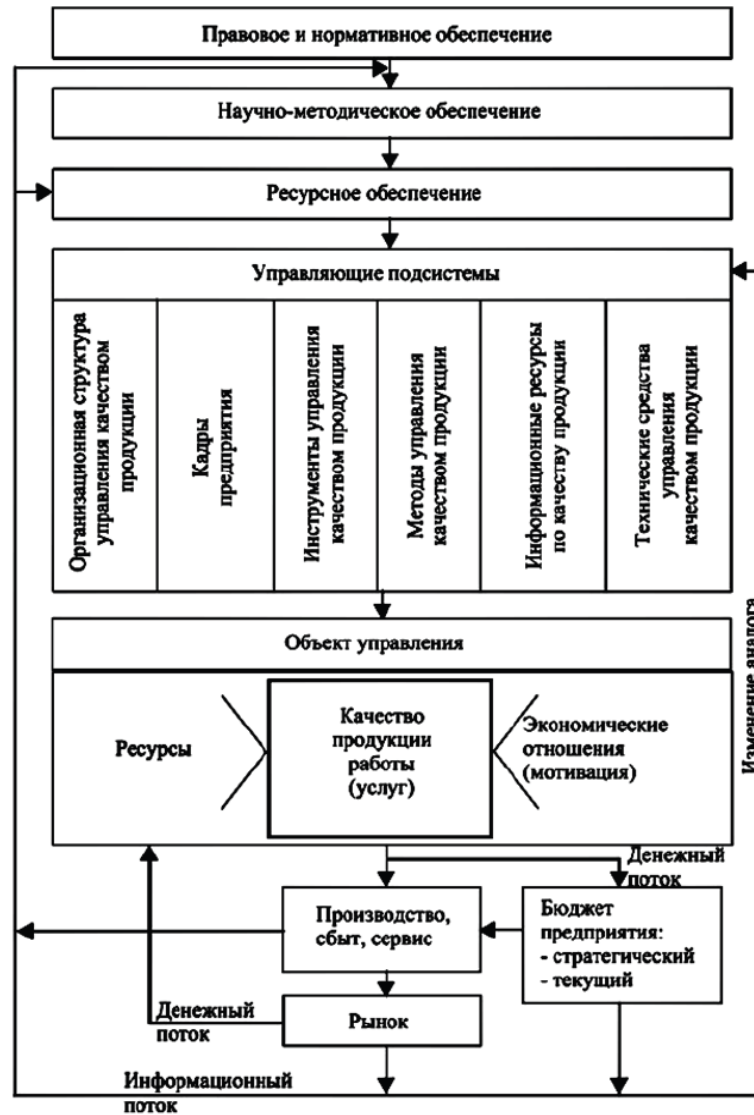 Правовое и нормативное обеспечение
Научно-методическое обеспечение
Ресурсное обеспечение
Управляющие подсистемы
Организационная структура
управления качеством
продукции
Кадры
предприятия
Инструменты управления
качеством продукции
Методы управления
качеством продукции
Информационные ресурсы
по качеству продукции
Технические средства
управления
качеством продукции
Объект управления
Ресурсы
Качество
продукции
работы
(услуг)
Экономические
отношения
(мотивация)
Изменение аналога
Денежный
поток
Производство,
сбыт, сервис
Бюджет
предприятия:
- стратегический
- текущий
Денежный
поток
Рынок
Информационный
поток